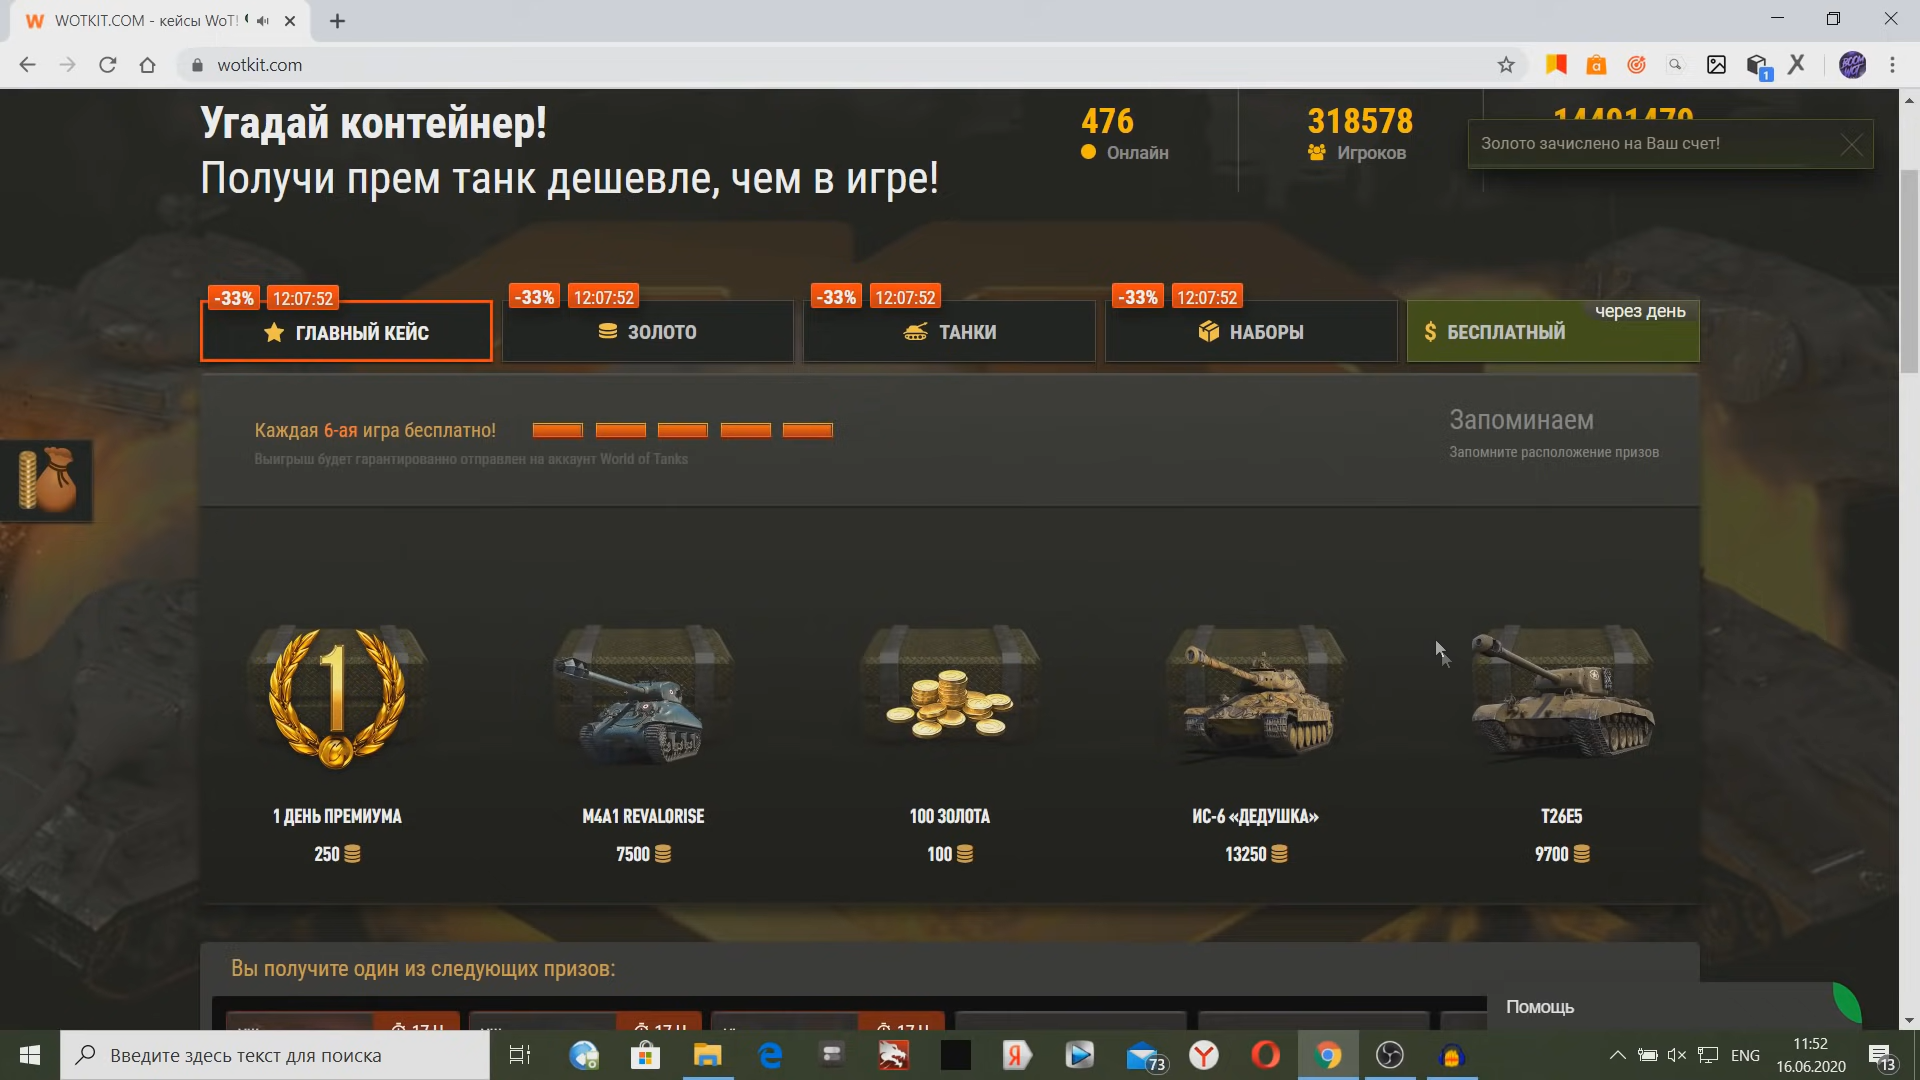 WOTKIT.COM - кейсы WoT!
wotkit.com
1
Угадай контейнер!
Получи прем танк дешевле, чем в игре!
476
Онлайн
318578
Игроков
Золото зачислено на Ваш счет!
-33% 12:07:52
ГЛАВНЫЙ КЕЙС
-33% 12:07:52
ЗОЛОТО
-33% 12:07:52
ТАНКИ
-33% 12:07:52
НАБОРЫ
через день
$ БЕСПЛАТНЫЙ
Каждая 6-ая игра бесплатно!
Выигрыш будет гарантированно отправлен на аккаунт World of Tanks
Запоминаем
Запомните расположение призов
1
1 ДЕНЬ ПРЕМИУМА
250
M4A1 REVALORISE
7500
100 ЗОЛОТА
100
ИС-6 «ДЕДУШКА»
13250
T26E5
9700
Вы получите один из следующих призов:
Помощь
Введите здесь текст для поиска
73
ENG
11:52
16.06.2020
13